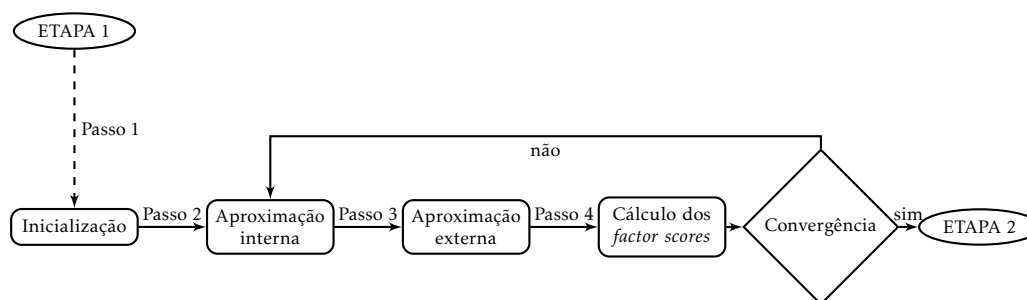 ETAPA 1
Passo 1
não
Inicialização
Passo 2
Aproximação
interna
Passo 3
Aproximação
externa
Passo 4
Cálculo dos
factor scores
Convergência
sim
ETAPA 2